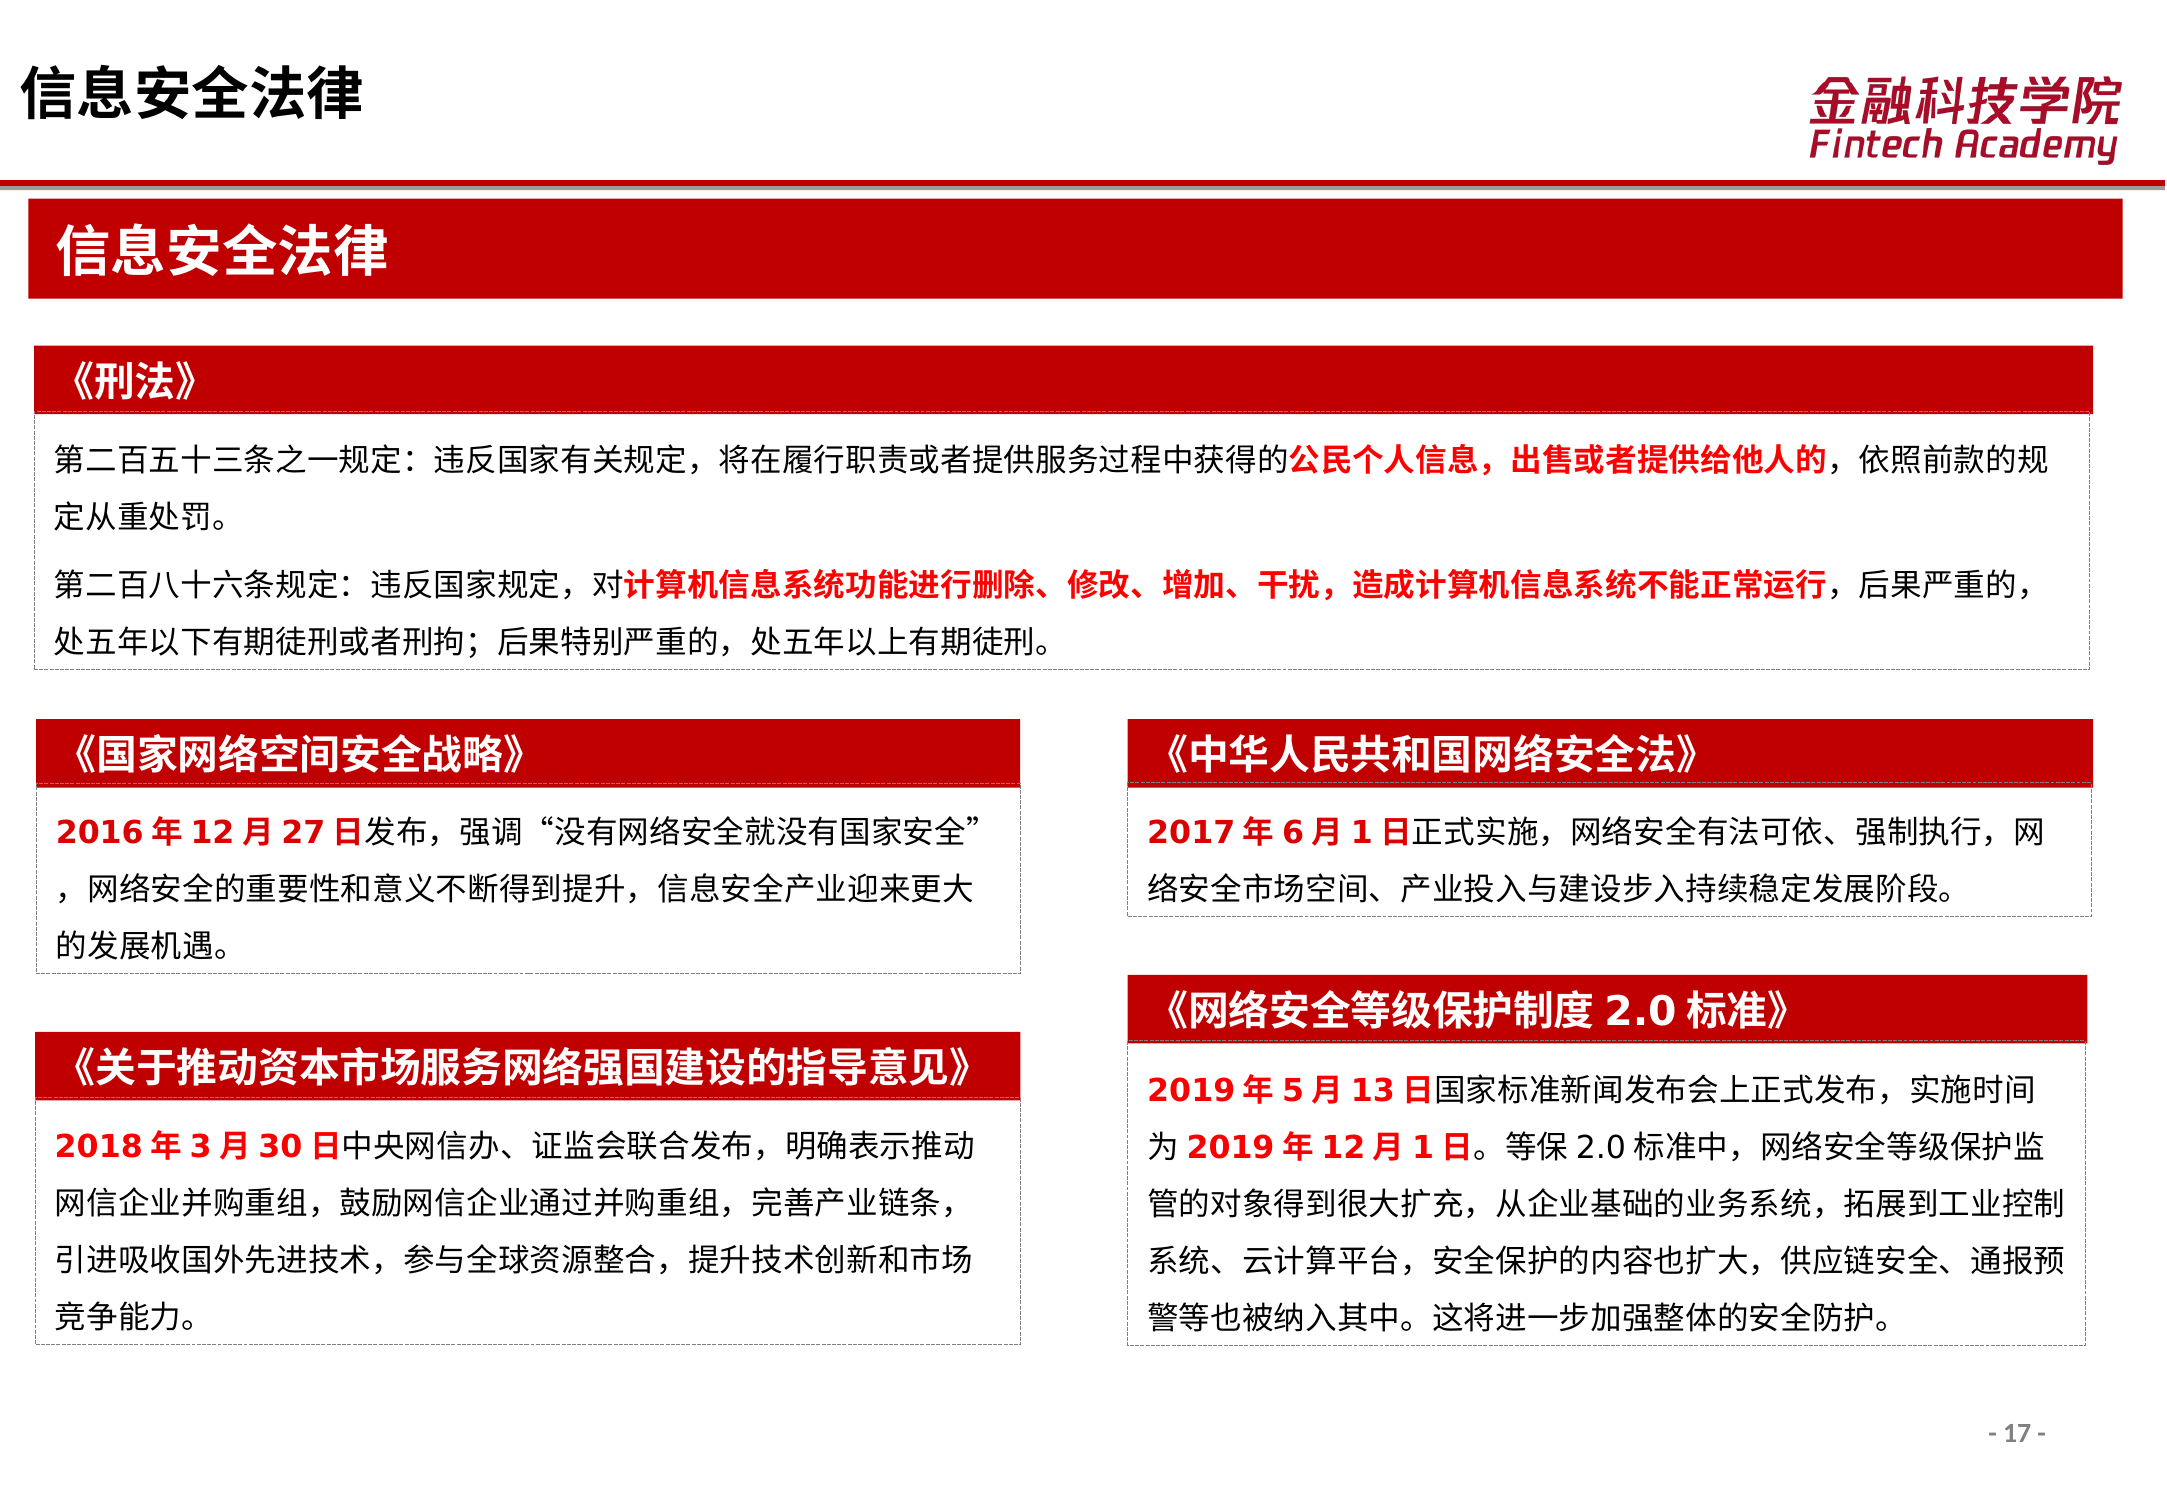 信息安全法律
金融科技学院
Fintech Academy
信息安全法律
《刑法》
第二百五十三条之一规定：违反国家有关规定，将在履行职责或者提供服务过程中获得的公民个人信息，出售或者提供给他人的，依照前款的规
定从重处罚。
第二百八十六条规定：违反国家规定，对计算机信息系统功能进行删除、修改、增加、干扰，造成计算机信息系统不能正常运行，后果严重的，
处五年以下有期徒刑或者刑拘；后果特别严重的，处五年以上有期徒刑。
《国家网络空间安全战略》
2016 年 12 月 27 日发布，强调“没有网络安全就没有国家安全”
，网络安全的重要性和意义不断得到提升，信息安全产业迎来更大
的发展机遇。
《关于推动资本市场服务网络强国建设的指导意见》
2018 年 3 月 30 日中央网信办、证监会联合发布，明确表示推动
网信企业并购重组，鼓励网信企业通过并购重组，完善产业链条，
引进吸收国外先进技术，参与全球资源整合，提升技术创新和市场
竞争能力。
《中华人民共和国网络安全法》
2017 年 6 月 1 日正式实施，网络安全有法可依、强制执行，网
络安全市场空间、产业投入与建设步入持续稳定发展阶段。
《网络安全等级保护制度 2.0 标准》
2019 年 5 月 13 日国家标准新闻发布会上正式发布，实施时间
为 2019 年 12 月 1 日。等保 2.0 标准中，网络安全等级保护监
管的对象得到很大扩充，从企业基础的业务系统，拓展到工业控制
系统、云计算平台，安全保护的内容也扩大，供应链安全、通报预
警等也被纳入其中。这将进一步加强整体的安全防护。
- 17 -